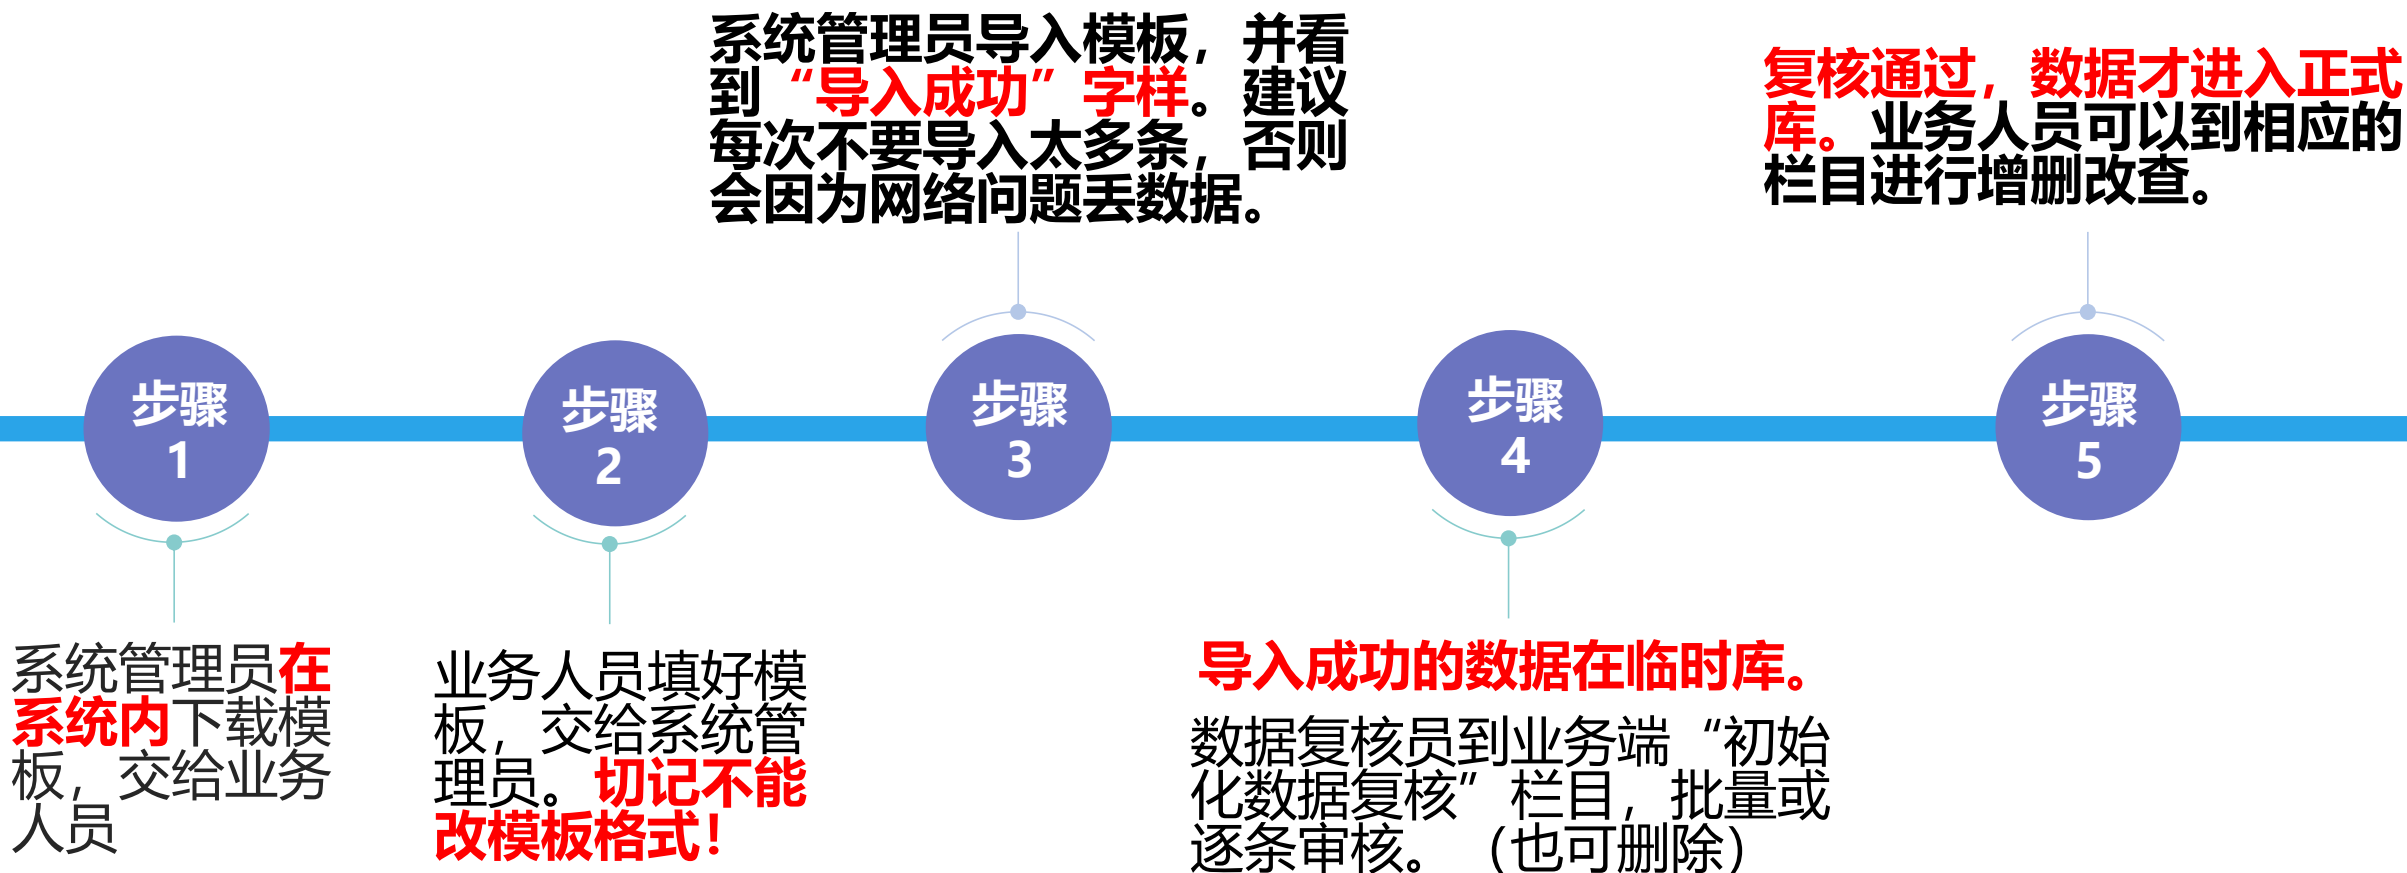 系统管理员导入模板，并看
到“导入成功”字样。建议
每次不要导入太多条，否则
会因为网络问题丢数据。
复核通过，数据才进入正式
库。业务人员可以到相应的
栏目进行增删改查。
步骤
1
步骤
2
步骤
3
步骤
4
步骤
5
系统管理员在
系统内下载模
板，交给业务
人员
业务人员填好模
板，交给系统管
理员。切记不能
改模板格式！
导入成功的数据在临时库。
数据复核员到业务端“初始
化数据复核”栏目，批量或
逐条审核。（也可删除）